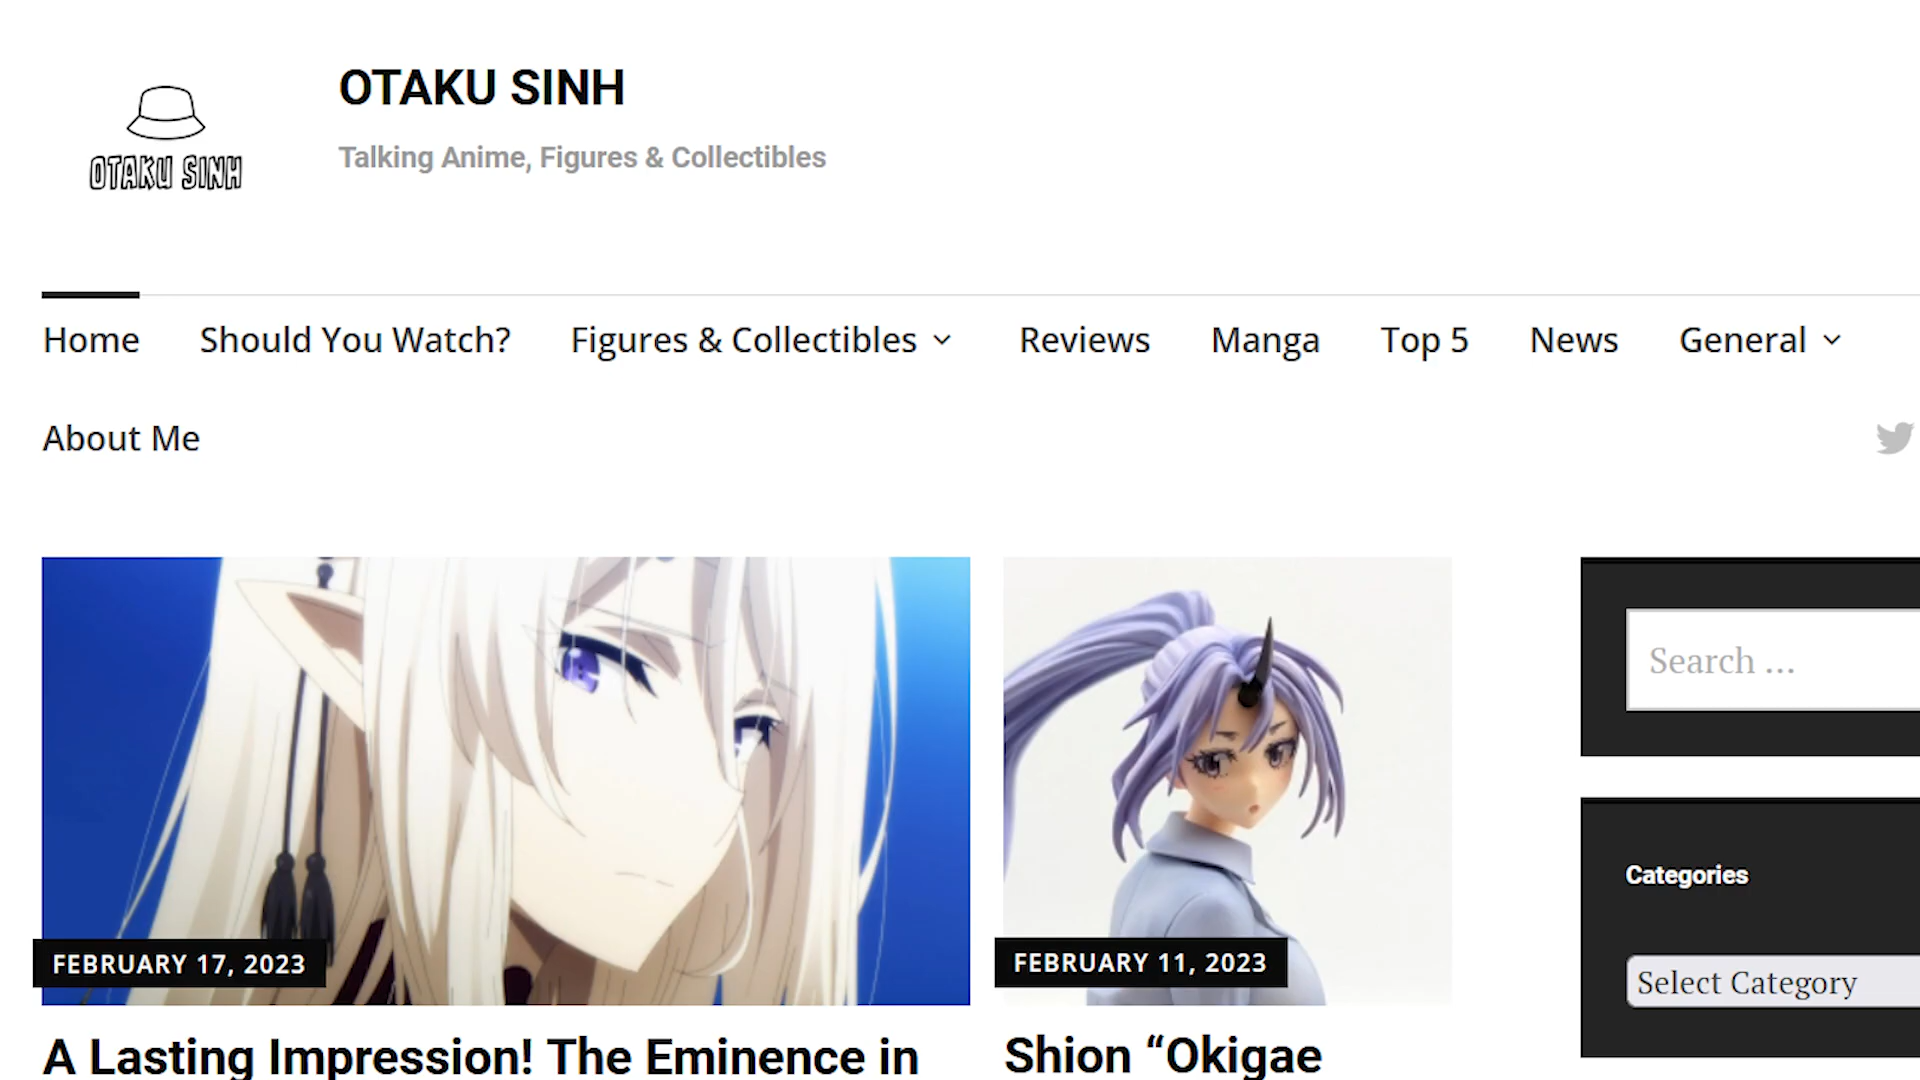 OTAKU SINH
OTAKU SINH
Talking Anime, Figures & Collectibles
Home Should You Watch? Figures & Collectibles Reviews Manga Top 5 News General
About Me
FEBRUARY 17, 2023
FEBRUARY 11, 2023
A Lasting Impression! The Eminence in
Shion “Okigae
Search ...
Categories
Select Category